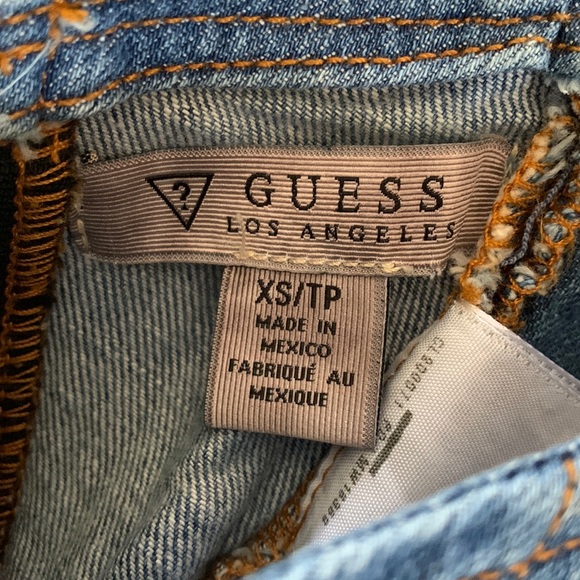 ?
GUESS
LOS ANGELES
XS/TP
MADE IN
MEXICO
FABRIQUÉ AU
MEXIQUE